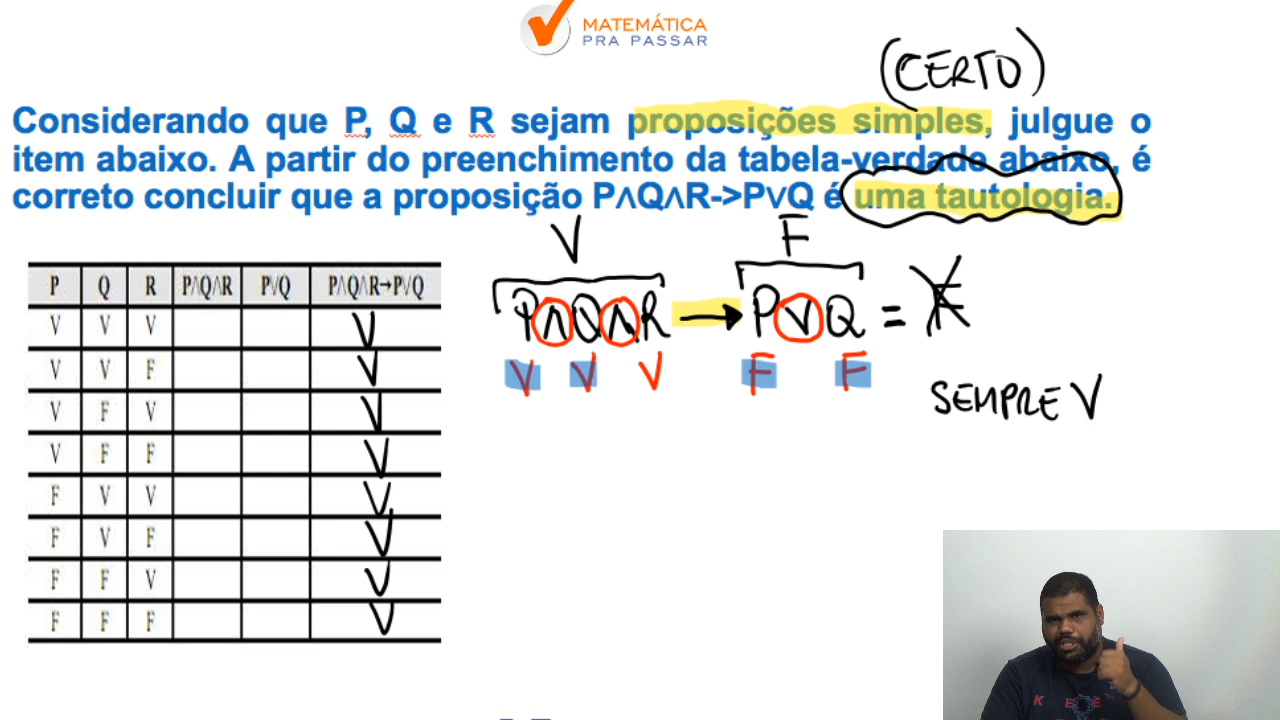 MATEMÁTICA
PRA PASSAR
(CERTO)
Considerando que P, Q e R sejam proposições simples, julgue o
item abaixo. A partir do preenchimento da tabela-verdade abaixo, é
correto concluir que a proposição P∧Q∧R->P∨Q é uma tautologia.
V F
P Q R P∧Q∧R P∨Q P∧Q∧R→P∨Q
V V V V
V V F V
V F V V
V F F V
F V V V
F V F V
F F V V
F F F V
P∧Q∧R → P∨Q = F
V V V F F
SEMPRE V
K E E